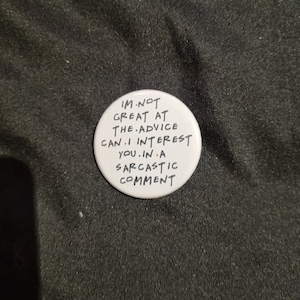 IM.NOT
GREAT AT
THE.ADVICE
CAN.I INTEREST
YOU.IN.A
SARCASTIC
COMMENT